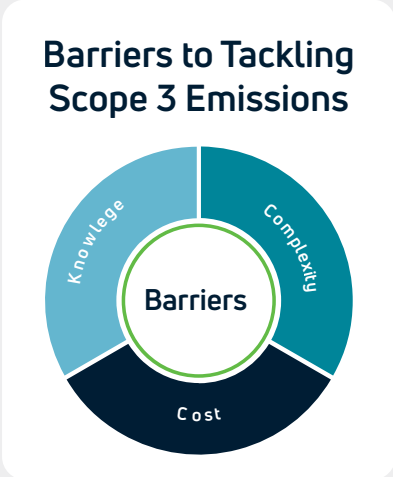 Barriers to Tackling
Scope 3 Emissions
Knowlege
Complexity
Barriers
Cost